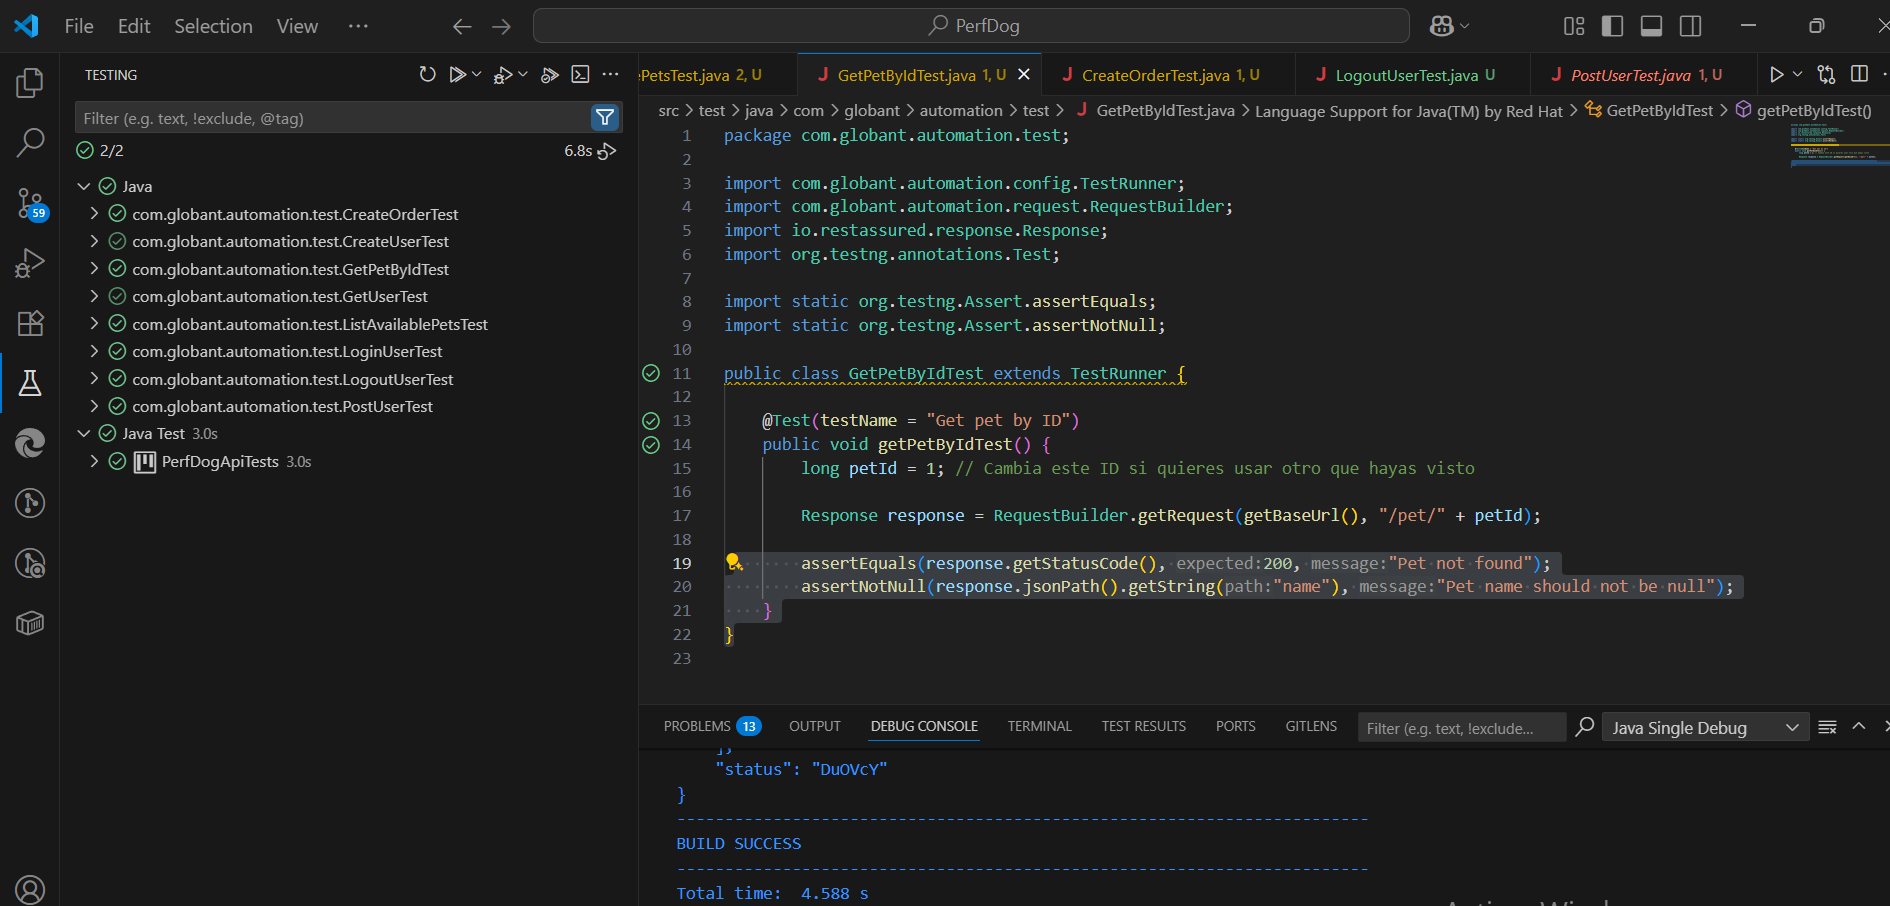 File Edit Selection View ··· PerfDog
TESTING
Filter (e.g. text, !exclude, @tag)
2/2 6.8s
Java
com.globant.automation.test.CreateOrderTest
com.globant.automation.test.CreateUserTest
com.globant.automation.test.GetPetByIdTest
com.globant.automation.test.GetUserTest
com.globant.automation.test.ListAvailablePetsTest
com.globant.automation.test.LoginUserTest
com.globant.automation.test.LogoutUserTest
com.globant.automation.test.PostUserTest
Java Test 3.0s
PerfDogApiTests 3.0s
59
ePetsTest.java 2, U GetPetByIdTest.java 1, U CreateOrderTest.java 1, U LogoutUserTest.java U PostUserTest.java 1, U
src > test > java > com > globant > automation > test > GetPetByIdTest.java > Language Support for Java(TM) by Red Hat > GetPetByIdTest > getPetByIdTest()
1 package com.globant.automation.test;
2
3 import com.globant.automation.config.TestRunner;
4 import com.globant.automation.request.RequestBuilder;
5 import io.restassured.response.Response;
6 import org.testng.annotations.Test;
7
8 import static org.testng.Assert.assertEquals;
9 import static org.testng.Assert.assertNotNull;
10
11 public class GetPetByIdTest extends TestRunner {
12
13 @Test(testName = "Get pet by ID")
14 public void getPetByIdTest() {
15 long petId = 1; // Cambia este ID si quieres usar otro que hayas visto
16
17 Response response = RequestBuilder.getRequest(getBaseUrl(), "/pet/" + petId);
18
19 assertEquals(response.getStatusCode(), expected:200, message:"Pet not found");
20 assertNotNull(response.jsonPath().getString(path:"name"), message:"Pet name should not be null");
21 }
22 }
23
PROBLEMS 13 OUTPUT DEBUG CONSOLE TERMINAL TEST RESULTS PORTS GITLENS Filter (e.g. text, !exclude... Java Single Debug
],
"status": "DuOVcY"
}
------------------------------------------------------------------------
BUILD SUCCESS
------------------------------------------------------------------------
Total time:  4.588 s